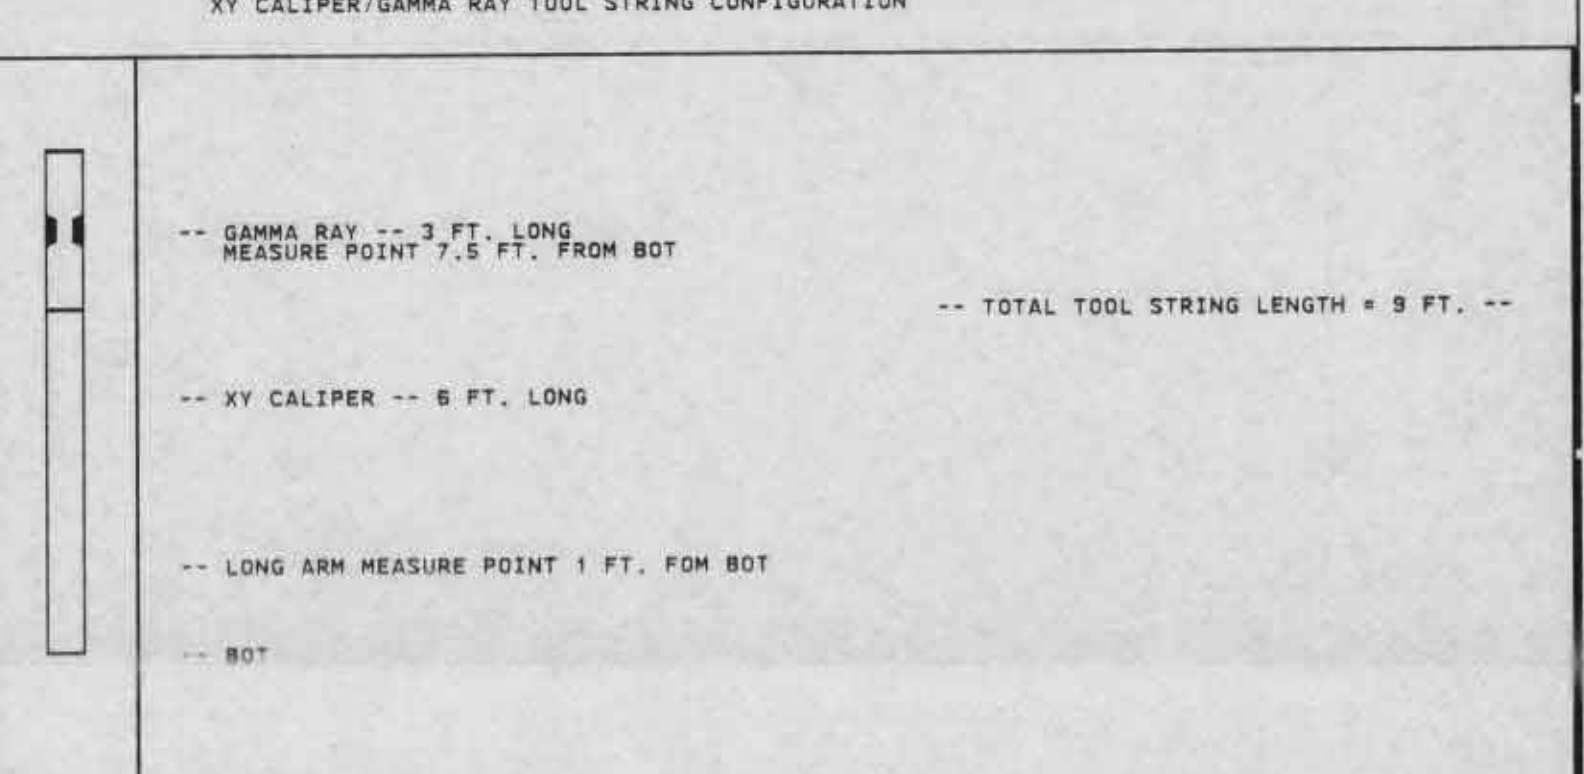 XY CALIPER/GAMMA RAY TOOL STRING CONFIGURATION
-- GAMMA RAY -- 3 FT. LONG
MEASURE POINT 7.5 FT. FROM BOT
-- TOTAL TOOL STRING LENGTH = 9 FT. --
-- XY CALIPER -- 6 FT. LONG
-- LONG ARM MEASURE POINT 1 FT. FOM BOT
-- BOT